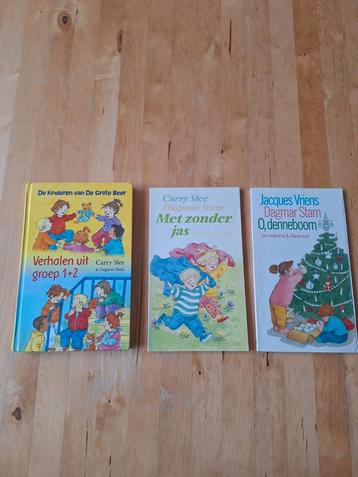 De kinderen van De Grote Beer
Verhalen uit
groep 1+2
Carry Slee
& Dagmar Stam
Carry Slee
Dagmar Stam
Met zonder
jas
Jacques Vriens
Dagmar Stam
O, denneboom
Van Holkema & Warendorf